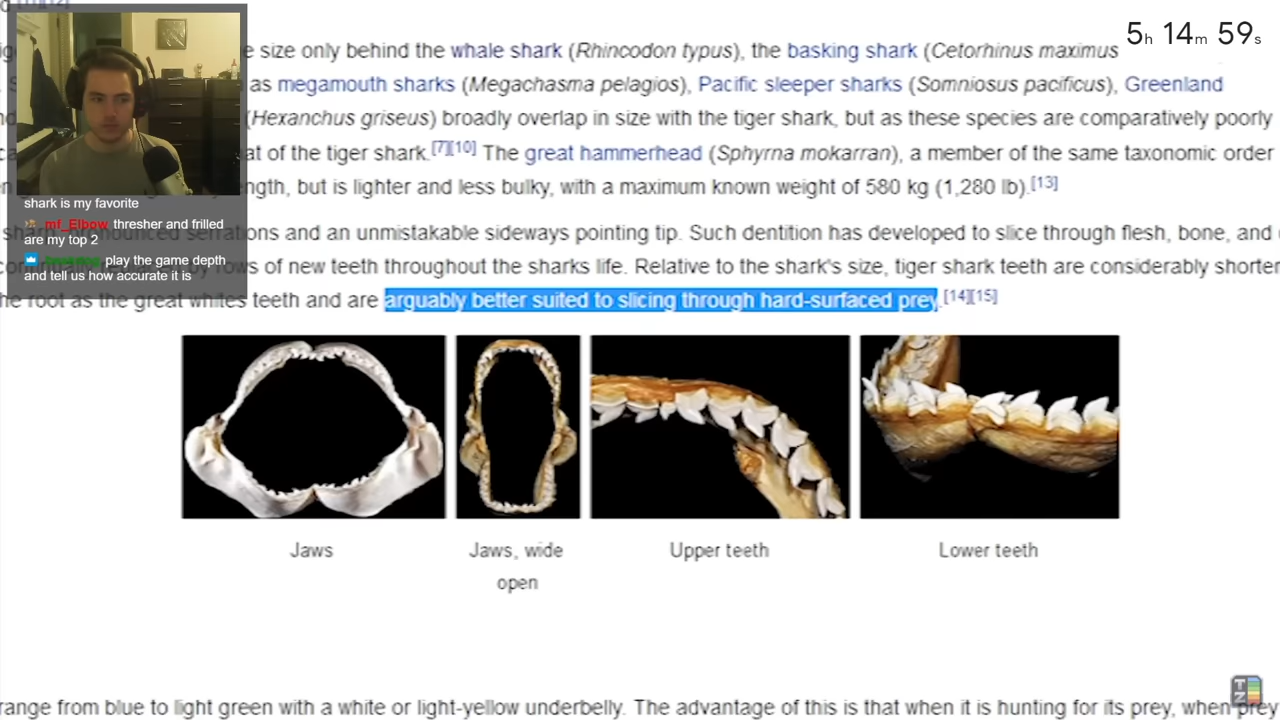 5h 14m 59s
e size only behind the whale shark (Rhincodon typus), the basking shark (Cetorhinus maximus
as megamouth sharks (Megachasma pelagios), Pacific sleeper sharks (Somniosus pacificus), Greenland
(Hexanchus griseus) broadly overlap in size with the tiger shark, but as these species are comparatively poorly
at of the tiger shark.[7][10] The great hammerhead (Sphyrna mokarran), a member of the same taxonomic order
ength, but is lighter and less bulky, with a maximum known weight of 580 kg (1,280 lb).[13]
shark is my favorite
mf_Elbow thresher and frilled
are my top 2
play the game depth
and tell us how accurate it is
ons and an unmistakable sideways pointing tip. Such dentition has developed to slice through flesh, bone, and
ws of new teeth throughout the sharks life. Relative to the shark's size, tiger shark teeth are considerably shorter
he root as the great whites teeth and are arguably better suited to slicing through hard-surfaced prey.[14][15]
Jaws
Jaws, wide
open
Upper teeth
Lower teeth
range from blue to light green with a white or light-yellow underbelly. The advantage of this is that when it is hunting for its prey, when prey
TZ